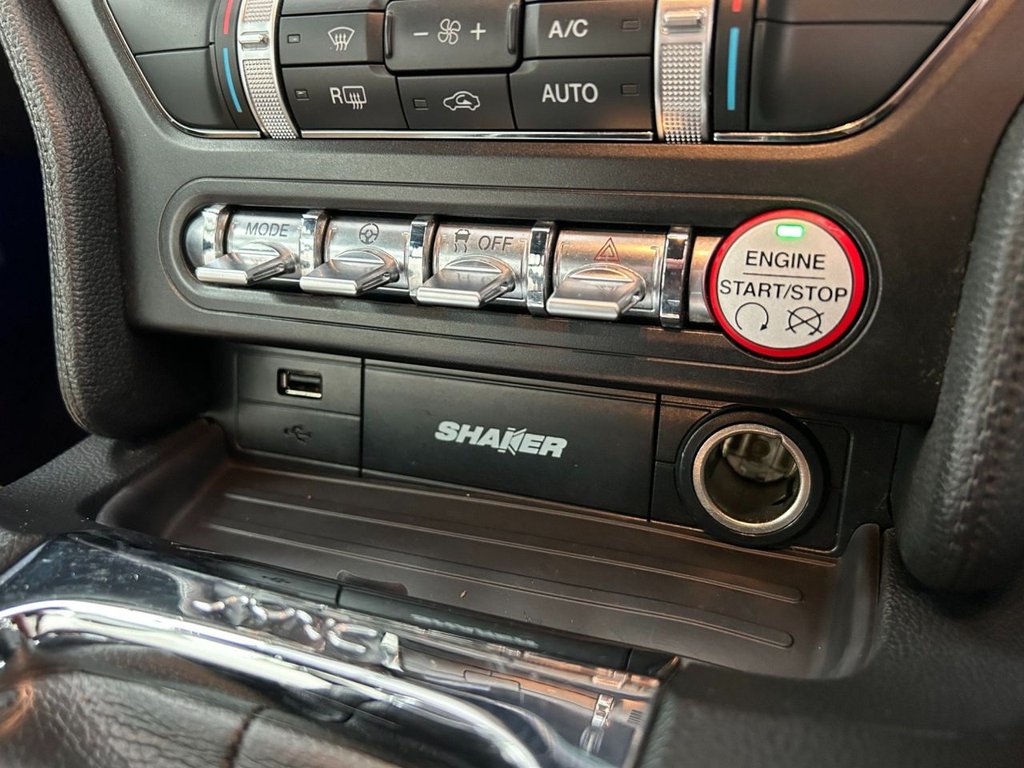 - +
A/C
R
AUTO
MODE
OFF
ENGINE
START/STOP
SHAKER